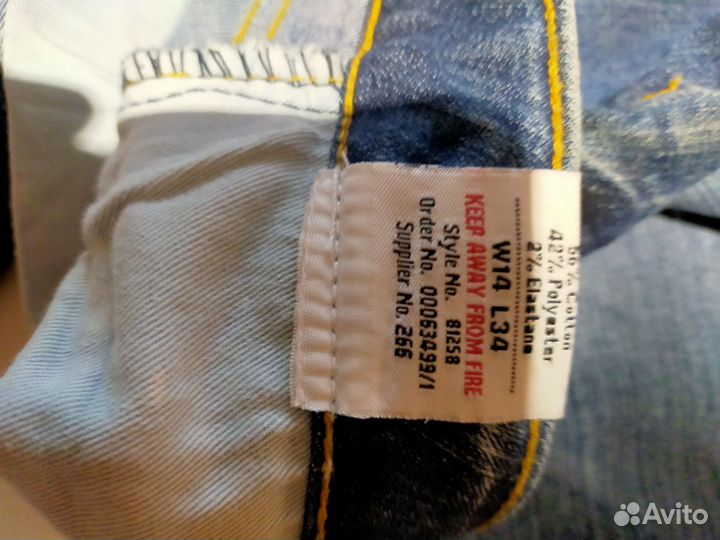 56% Cotton
42% Polyester
2% Elastane
W14 L34
KEEP AWAY FROM FIRE
Style No. 81258
Order No. 00063499/1
Supplier No. 266
Avito